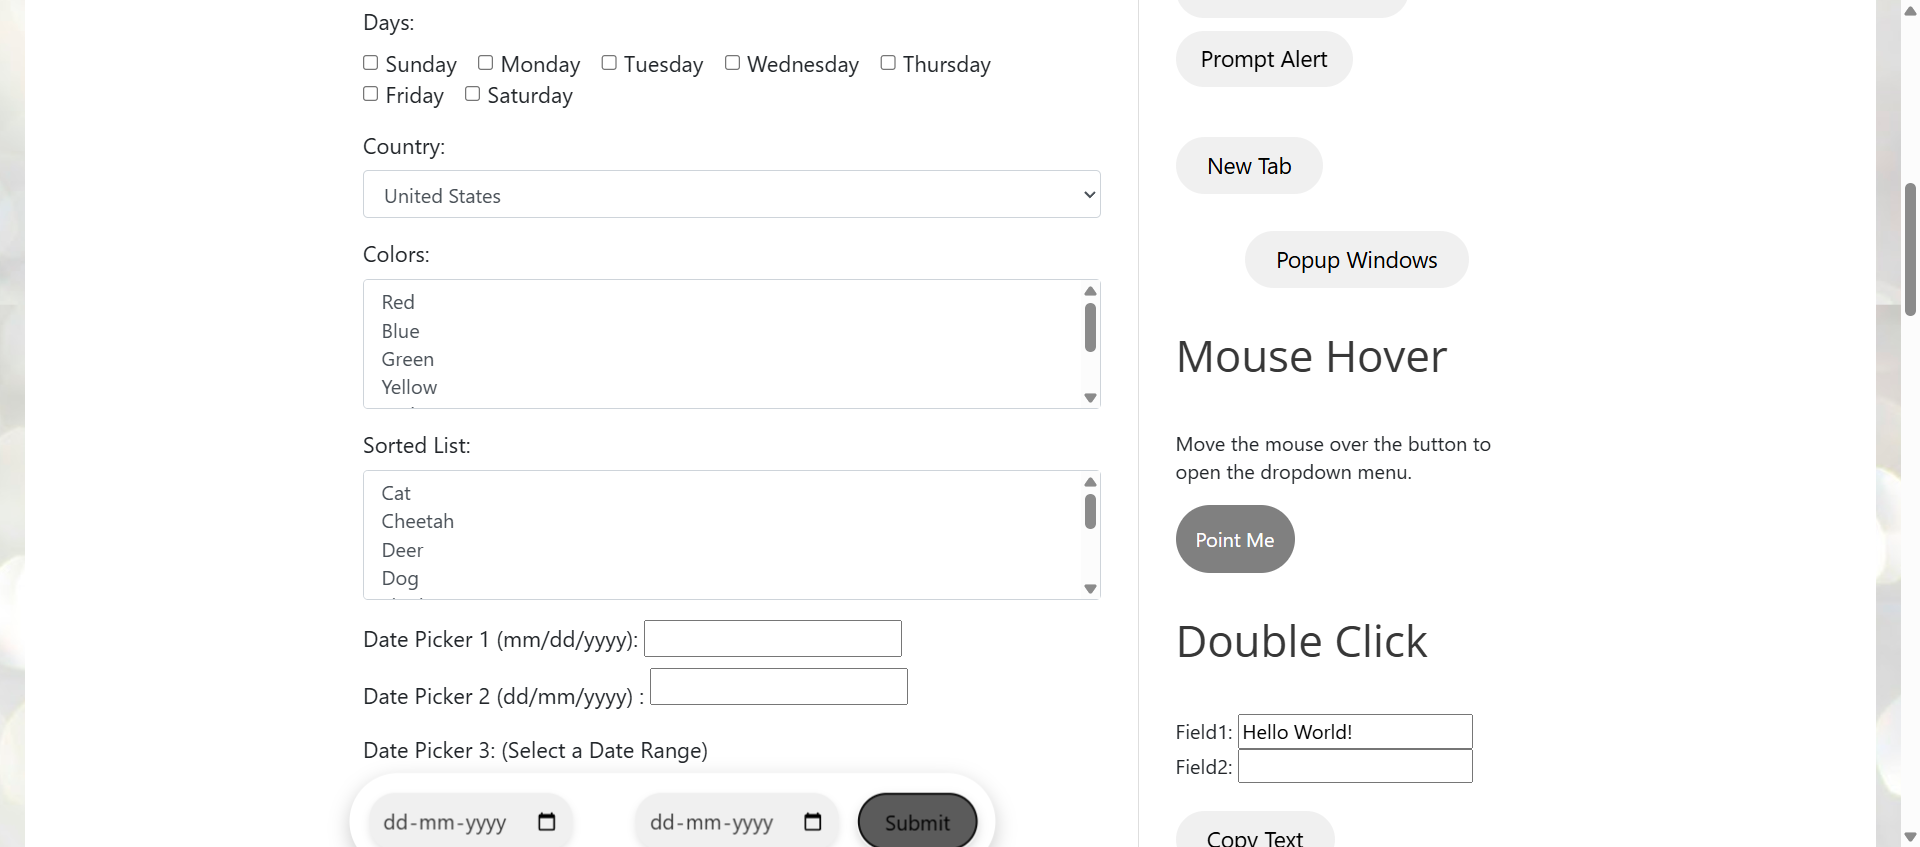 Days:
Sunday Monday Tuesday Wednesday Thursday
Friday Saturday
Country:
United States
Colors:
Red
Blue
Green
Yellow
Sorted List:
Cat
Cheetah
Deer
Dog
Date Picker 1 (mm/dd/yyyy):
Date Picker 2 (dd/mm/yyyy) :
Date Picker 3: (Select a Date Range)
dd-mm-yyyy dd-mm-yyyy Submit
Prompt Alert
New Tab
Popup Windows
Mouse Hover
Move the mouse over the button to
open the dropdown menu.
Point Me
Double Click
Field1: Hello World!
Field2:
Copy Text